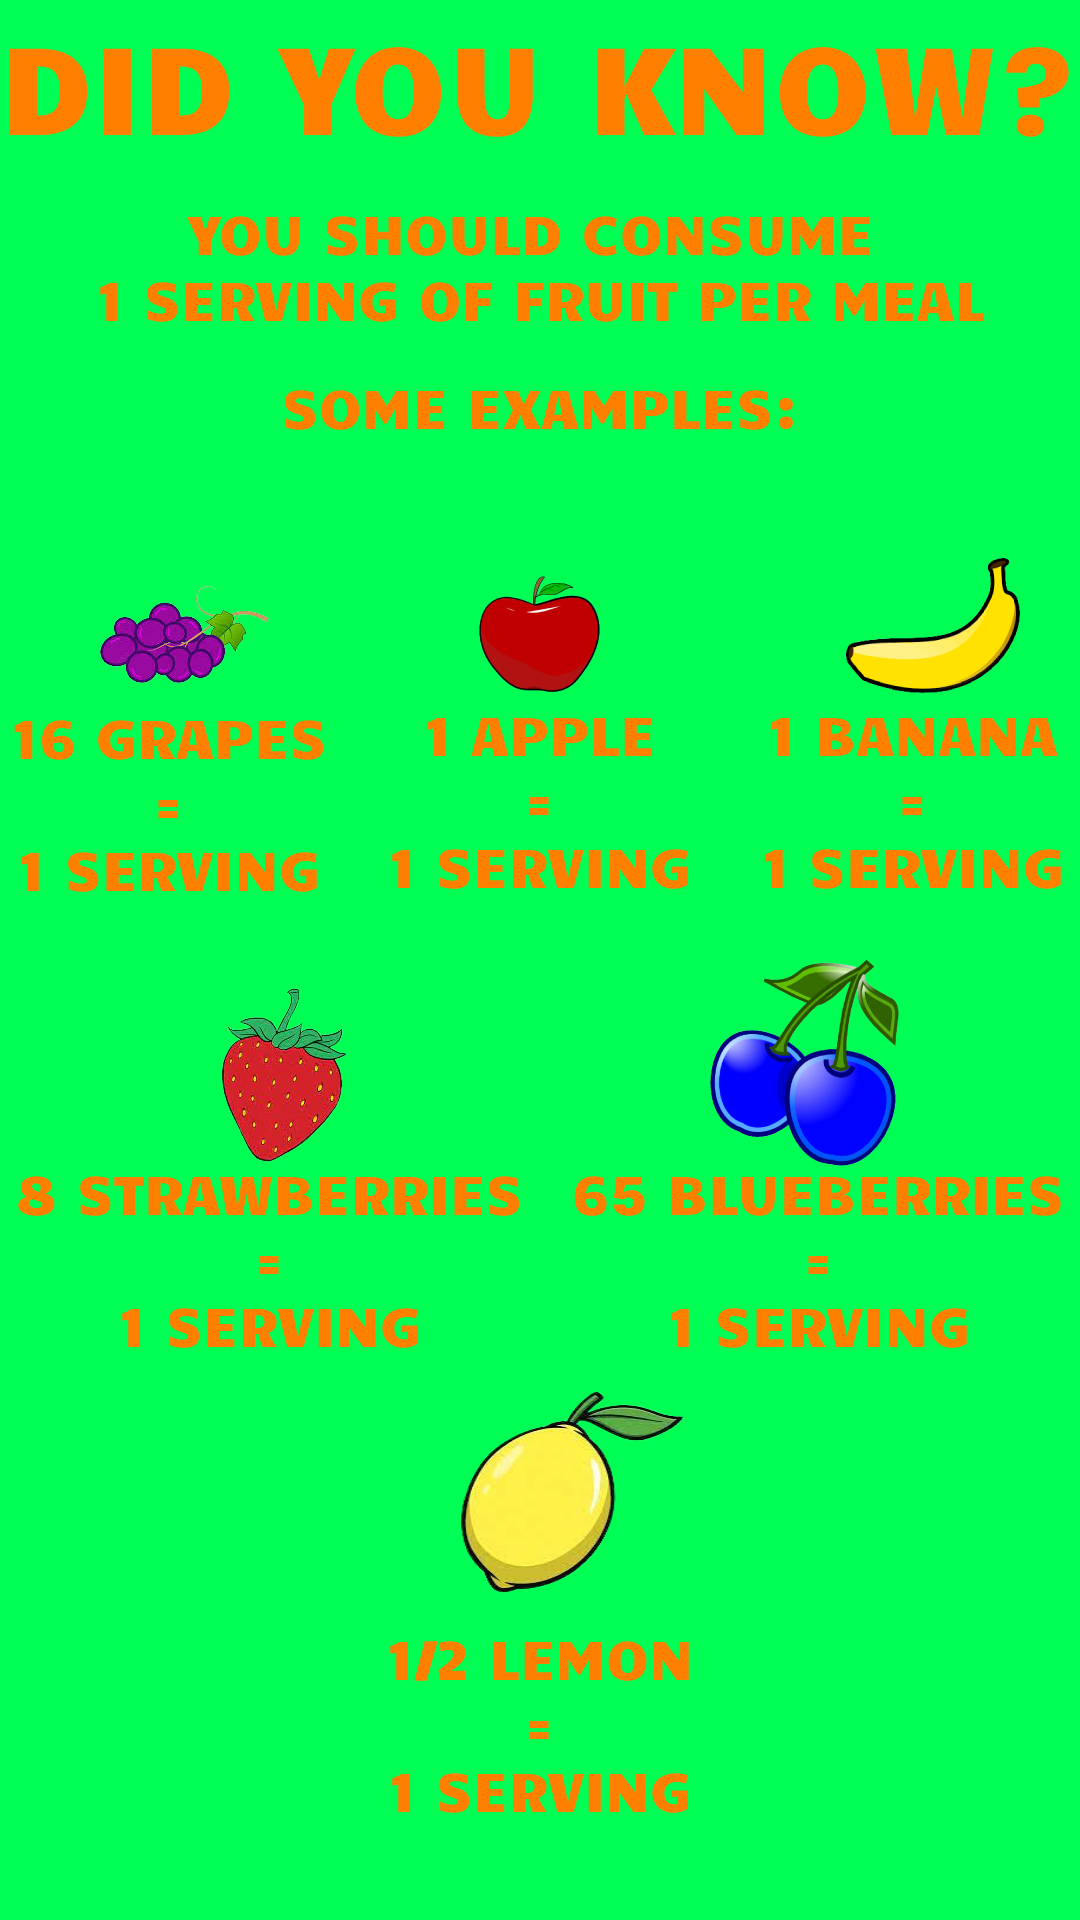 DID YOU KNOW?
YOU SHOULD CONSUME
1 SERVING OF FRUIT PER MEAL
SOME EXAMPLES:
16 GRAPES
=
1 SERVING
1 APPLE
=
1 SERVING
1 BANANA
=
1 SERVING
8 STRAWBERRIES
=
1 SERVING
65 BLUEBERRIES
=
1 SERVING
1/2 LEMON
=
1 SERVING